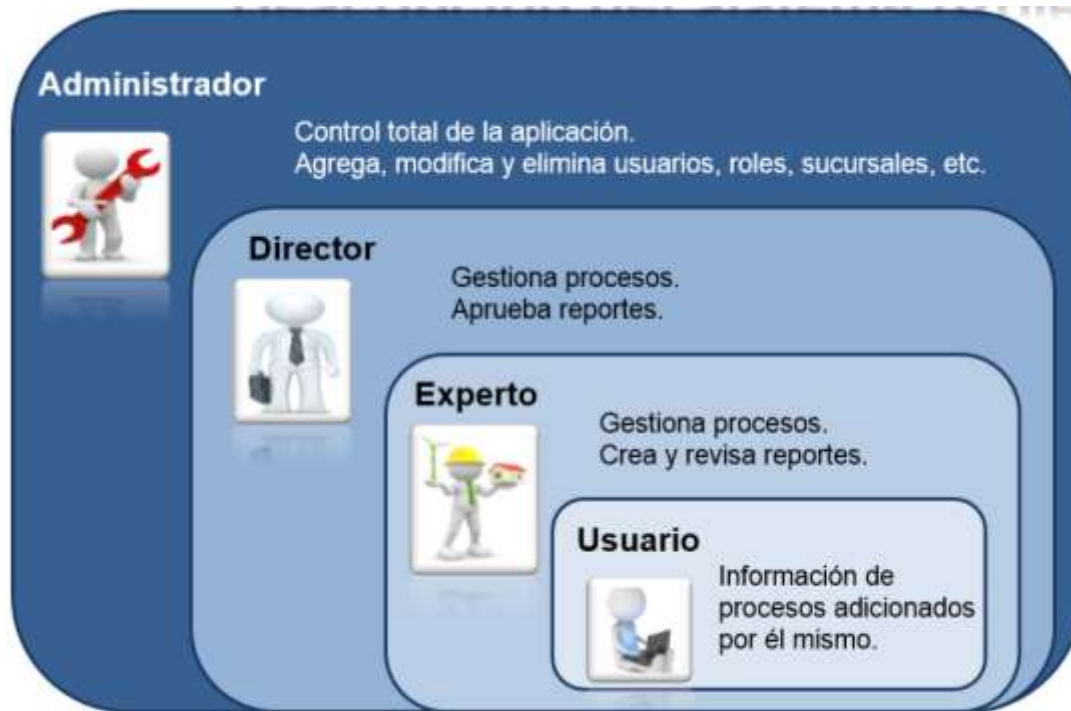 Administrador
Control total de la aplicación.
Agrega, modifica y elimina usuarios, roles, sucursales, etc.
Director
Gestiona procesos.
Aprueba reportes.
Experto
Gestiona procesos.
Crea y revisa reportes.
Usuario
Información de
procesos adicionados
por él mismo.